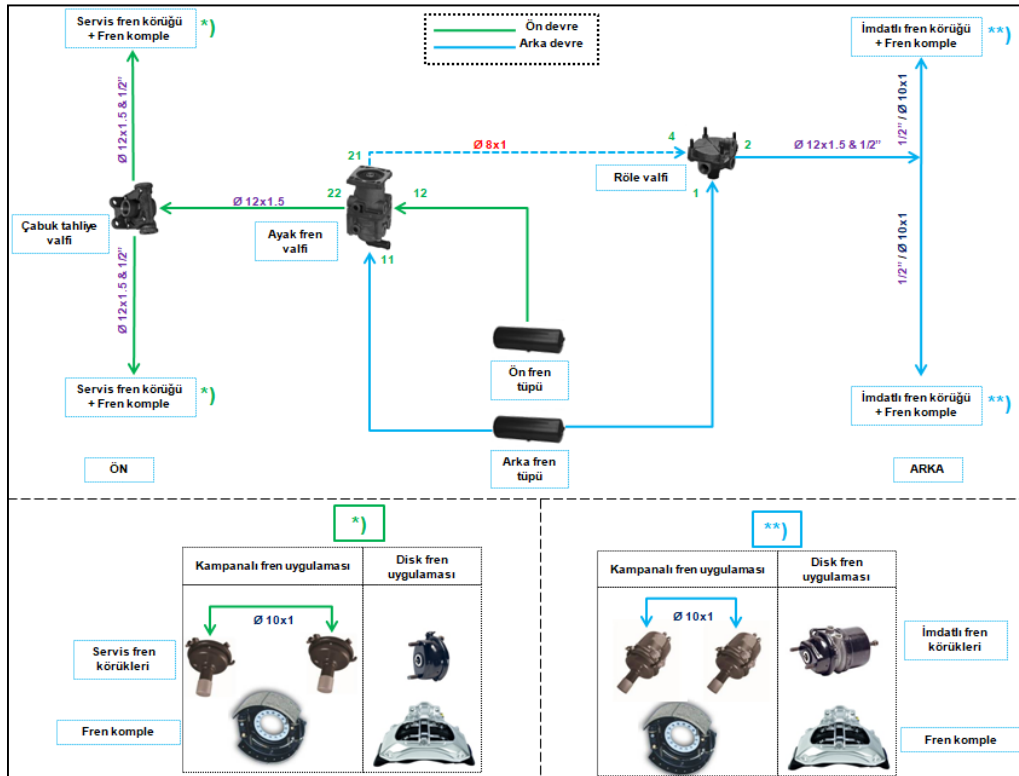 Servis fren körüğü
+ Fren komple
*)
Ön devre
Arka devre
İmdatlı fren körüğü
+ Fren komple
**)
Ø 12x1.5 & 1/2”
1/2” / Ø 10x1
21
Ø 8x1
4
2
Ø 12x1.5 & 1/2”
Röle valfi
1
22
12
Ø 12x1.5
Çabuk tahliye
valfi
Ayak fren
valfi
11
Ø 12x1.5 & 1/2”
1/2” / Ø 10x1
Ön fren
tüpü
Servis fren körüğü
+ Fren komple
*)
İmdatlı fren körüğü
+ Fren komple
**)
Arka fren
tüpü
ÖN
ARKA
*)
Kampanalı fren uygulaması
Disk fren
uygulaması
Ø 10x1
Servis fren
körükleri
Fren komple
**)
Kampanalı fren uygulaması
Disk fren
uygulaması
Ø 10x1
İmdatlı fren
körükleri
Fren komple